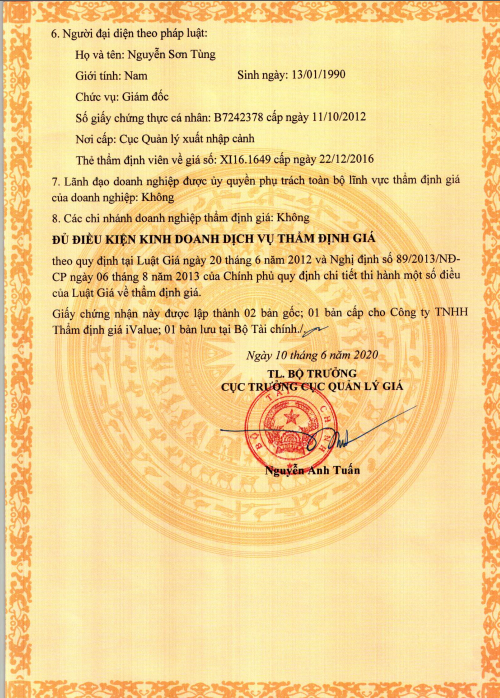 6. Người đại diện theo pháp luật:
Họ và tên: Nguyễn Sơn Tùng
Giới tính: Nam Sinh ngày: 13/01/1990
Chức vụ: Giám đốc
Số giấy chứng thực cá nhân: B7242378 cấp ngày 11/10/2012
Nơi cấp: Cục Quản lý xuất nhập cảnh
Thẻ thẩm định viên về giá số: XI16.1649 cấp ngày 22/12/2016
7. Lãnh đạo doanh nghiệp được ủy quyền phụ trách toàn bộ lĩnh vực thẩm định giá
của doanh nghiệp: Không
8. Các chi nhánh doanh nghiệp thẩm định giá: Không
ĐỦ ĐIỀU KIỆN KINH DOANH DỊCH VỤ THẨM ĐỊNH GIÁ
theo quy định tại Luật Giá ngày 20 tháng 6 năm 2012 và Nghị định số 89/2013/NĐ-
CP ngày 06 tháng 8 năm 2013 của Chính phủ quy định chi tiết thi hành một số điều
của Luật Giá về thẩm định giá.
Giấy chứng nhận này được lập thành 02 bản gốc; 01 bản cấp cho Công ty TNHH
Thẩm định giá iValue; 01 bản lưu tại Bộ Tài chính./.
Ngày 10 tháng 6 năm 2020
TL. BỘ TRƯỞNG
CỤC TRƯỞNG CỤC QUẢN LÝ GIÁ
BỘ TÀI CHÍNH
Nguyễn Anh Tuấn